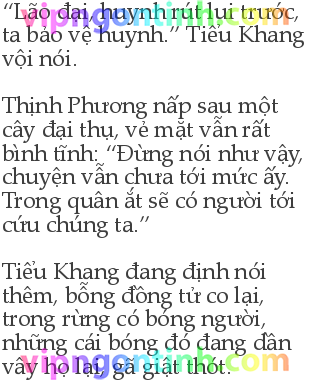 “Lão đại, huynh rút lui trước,
ta bảo vệ huynh.” Tiểu Khang
vội nói.
Thịnh Phương nấp sau một
cây đại thụ, vẻ mặt vẫn rất
bình tĩnh: “Đừng nói như vậy,
chuyện vẫn chưa tới mức ấy.
Trong quân ắt sẽ có người tới
cứu chúng ta.”
Tiểu Khang đang định nói
thêm, bỗng đồng tử co lại,
trong rừng có bóng người,
những cái bóng đó đang dần
vây họ lại, gã giật thót.
vipngontinh.com
vipngontinh.com